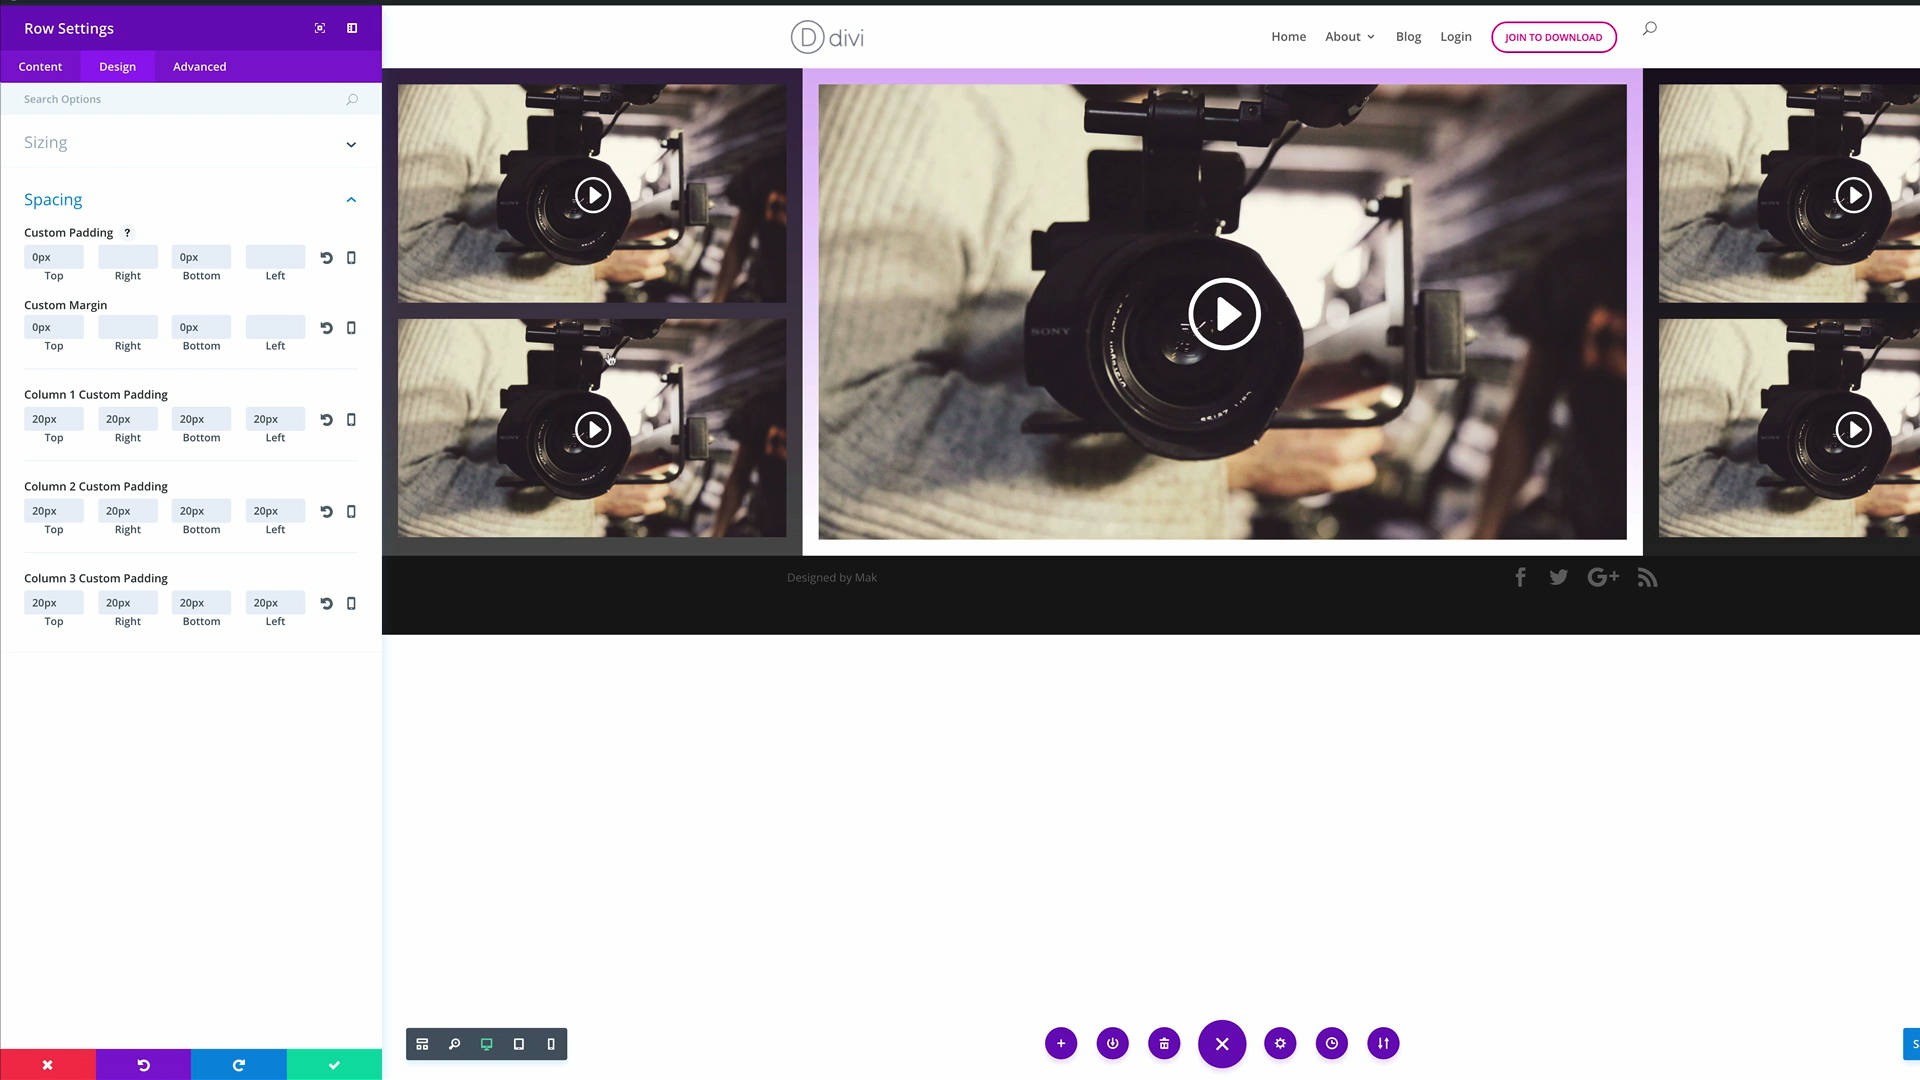 Row Settings
Content Design Advanced
Search Options
Sizing
Spacing
Custom Padding ?
0px 0px
Top Right Bottom Left
Custom Margin
0px 0px
Top Right Bottom Left
Column 1 Custom Padding
20px 20px 20px 20px
Top Right Bottom Left
Column 2 Custom Padding
20px 20px 20px 20px
Top Right Bottom Left
Column 3 Custom Padding
20px 20px 20px 20px
Top Right Bottom Left
D divi
Home About Blog Login JOIN TO DOWNLOAD
SONY
Designed by Mak
S